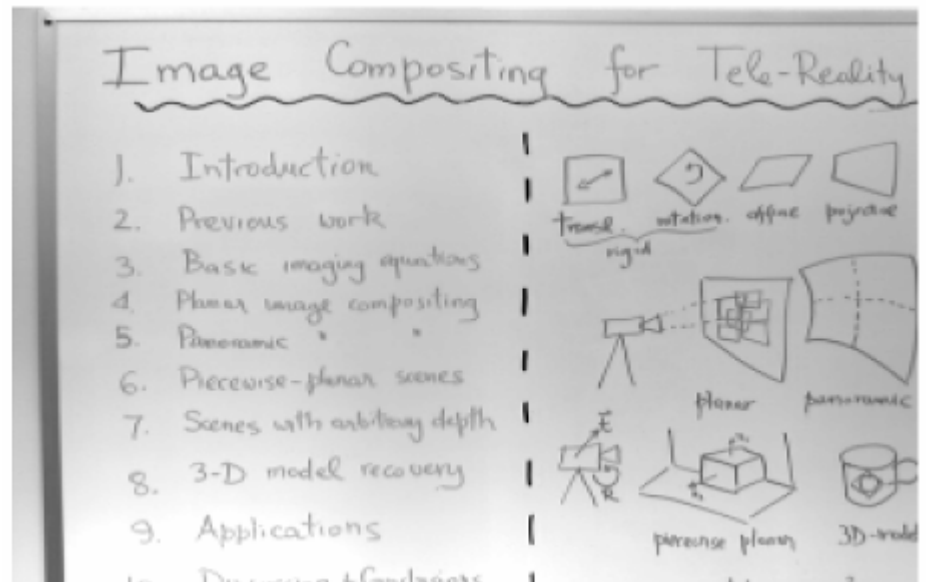 Image Compositing for Tele-Reality
1. Introduction
2. Previous work
3. Basic imaging equations
4. Planar image compositing
5. Panoramic " "
6. Piecewise-planar scenes
7. Scenes with arbitrary depth
8. 3-D model recovery
9. Applications
transl. rotation. affine projective
rigid
planar panoramic
t
R
piecewise planar 3D-model